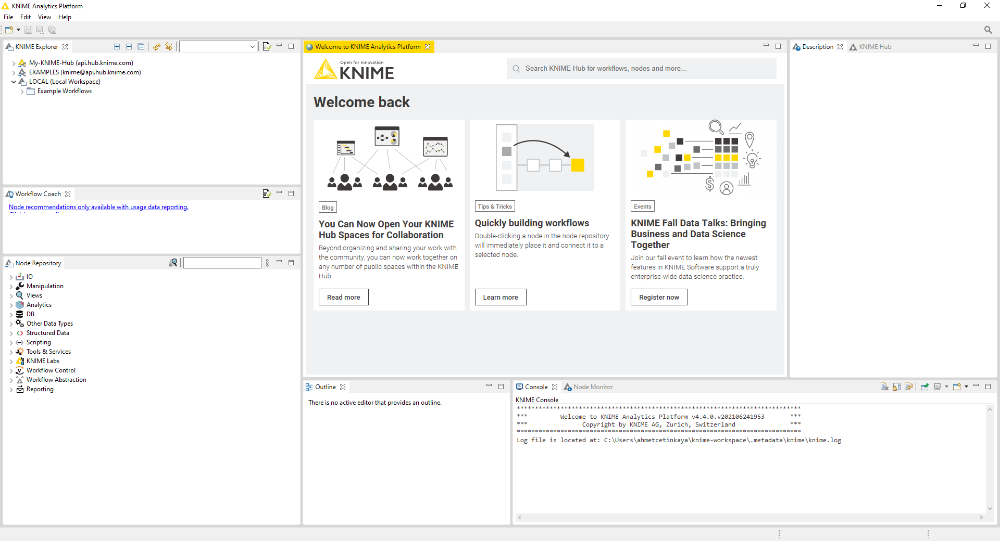 KNIME Analytics Platform
File Edit View Help
KNIME Explorer
My-KNIME-Hub (api.hub.knime.com)
EXAMPLES (knime@api.hub.knime.com)
LOCAL (Local Workspace)
Example Workflows
Workflow Coach
Node recommendations only available with usage data reporting.
Node Repository
IO
Manipulation
Views
Analytics
DB
Other Data Types
Structured Data
Scripting
Tools & Services
KNIME Labs
Workflow Control
Workflow Abstraction
Reporting
Welcome to KNIME Analytics Platform
Open for Innovation
KNIME
Search KNIME Hub for workflows, nodes and more...
Welcome back
Blog
You Can Now Open Your KNIME
Hub Spaces for Collaboration
Beyond organizing and sharing your work with
the community, you can now work together on
any number of public spaces within the KNIME
Hub.
Read more
Tips & Tricks
Quickly building workflows
Double-clicking a node in the node repository
will immediately place it and connect it to a
selected node.
Learn more
Events
KNIME Fall Data Talks: Bringing
Business and Data Science
Together
Join our fall event to learn how the newest
features in KNIME Software support a truly
enterprise-wide data science practice.
Register now
Description
KNIME Hub
Outline
There is no active editor that provides an outline.
Console
Node Monitor
KNIME Console
******************************************************************************
*** Welcome to KNIME Analytics Platform v4.4.0.v202106241953 ***
*** Copyright by KNIME AG, Zurich, Switzerland ***
******************************************************************************
Log file is located at: C:\Users\ahmetcetinkaya\knime-workspace\.metadata\knime\knime.log